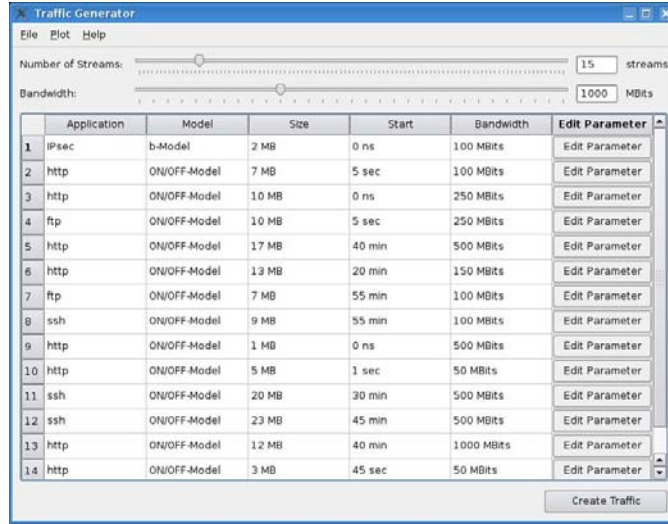 Traffic Generator
File Plot Help
Number of Streams: 15 streams
Bandwidth: 1000 MBits
Application Model Size Start Bandwidth Edit Parameter
1 IPsec b-Model 2 MB 0 ns 100 MBits Edit Parameter
2 http ON/OFF-Model 7 MB 5 sec 100 MBits Edit Parameter
3 http ON/OFF-Model 10 MB 0 ns 250 MBits Edit Parameter
4 ftp ON/OFF-Model 10 MB 5 sec 250 MBits Edit Parameter
5 http ON/OFF-Model 17 MB 40 min 500 MBits Edit Parameter
6 http ON/OFF-Model 13 MB 20 min 150 MBits Edit Parameter
7 ftp ON/OFF-Model 7 MB 55 min 100 MBits Edit Parameter
8 ssh ON/OFF-Model 9 MB 55 min 100 MBits Edit Parameter
9 http ON/OFF-Model 1 MB 0 ns 500 MBits Edit Parameter
10 http ON/OFF-Model 5 MB 1 sec 50 MBits Edit Parameter
11 ssh ON/OFF-Model 20 MB 30 min 500 MBits Edit Parameter
12 ssh ON/OFF-Model 23 MB 45 min 500 MBits Edit Parameter
13 http ON/OFF-Model 12 MB 40 min 1000 MBits Edit Parameter
14 http ON/OFF-Model 3 MB 45 sec 50 MBits Edit Parameter
Create Traffic